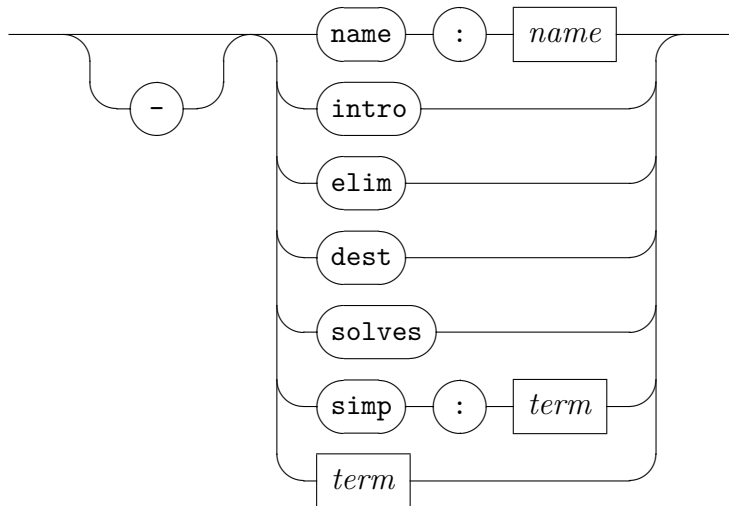 name : name
- intro
elim
dest
solves
simp : term
term